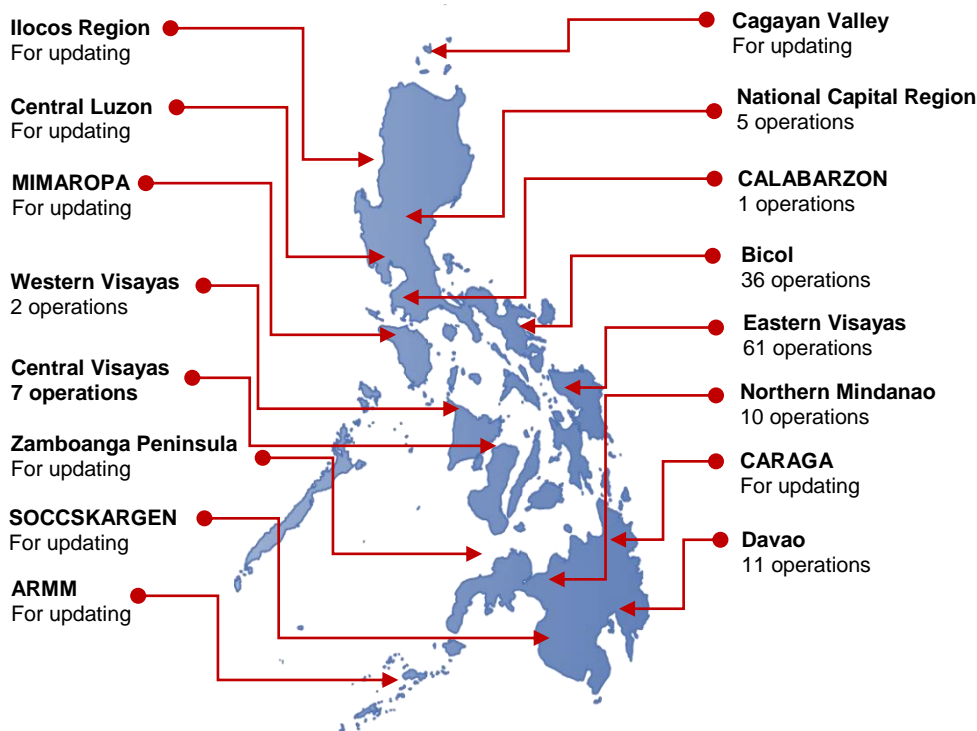 Ilocos Region
For updating
Central Luzon
For updating
MIMAROPA
For updating
Western Visayas
2 operations
Central Visayas
7 operations
Zamboanga Peninsula
For updating
SOCCSKARGEN
For updating
ARMM
For updating
Cagayan Valley
For updating
National Capital Region
5 operations
CALABARZON
1 operations
Bicol
36 operations
Eastern Visayas
61 operations
Northern Mindanao
10 operations
CARAGA
For updating
Davao
11 operations